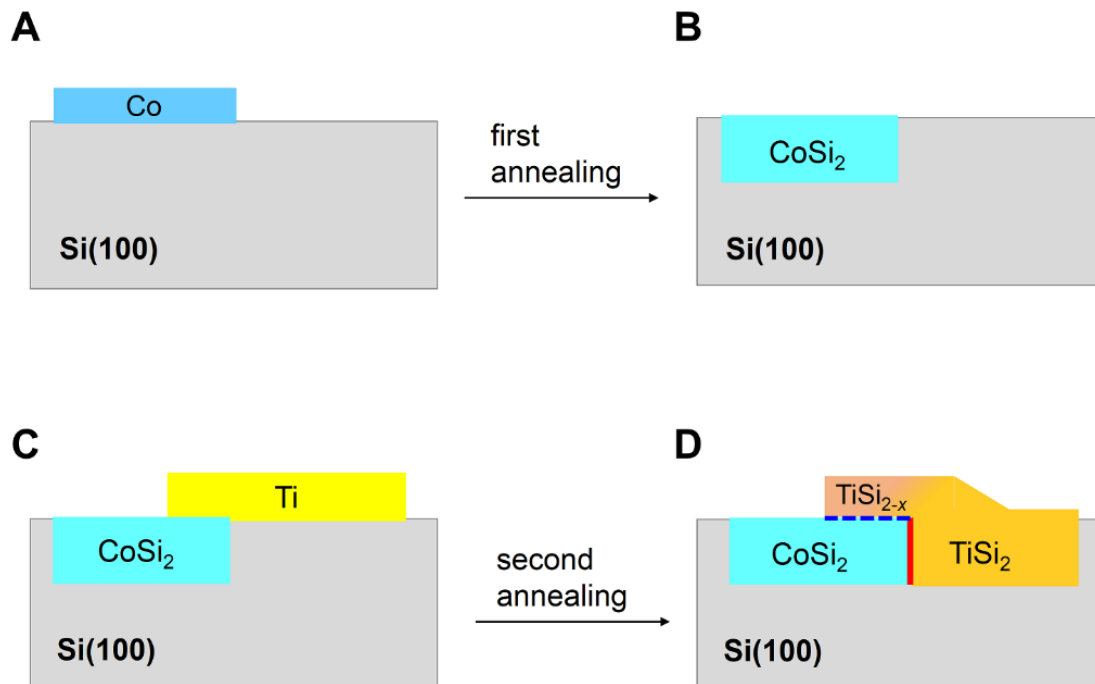 A
B
Co
first
annealing
CoSi₂
Si(100)
Si(100)
C
D
Ti
TiSi₂₋ₓ
CoSi₂
second
annealing
CoSi₂
TiSi₂
Si(100)
Si(100)